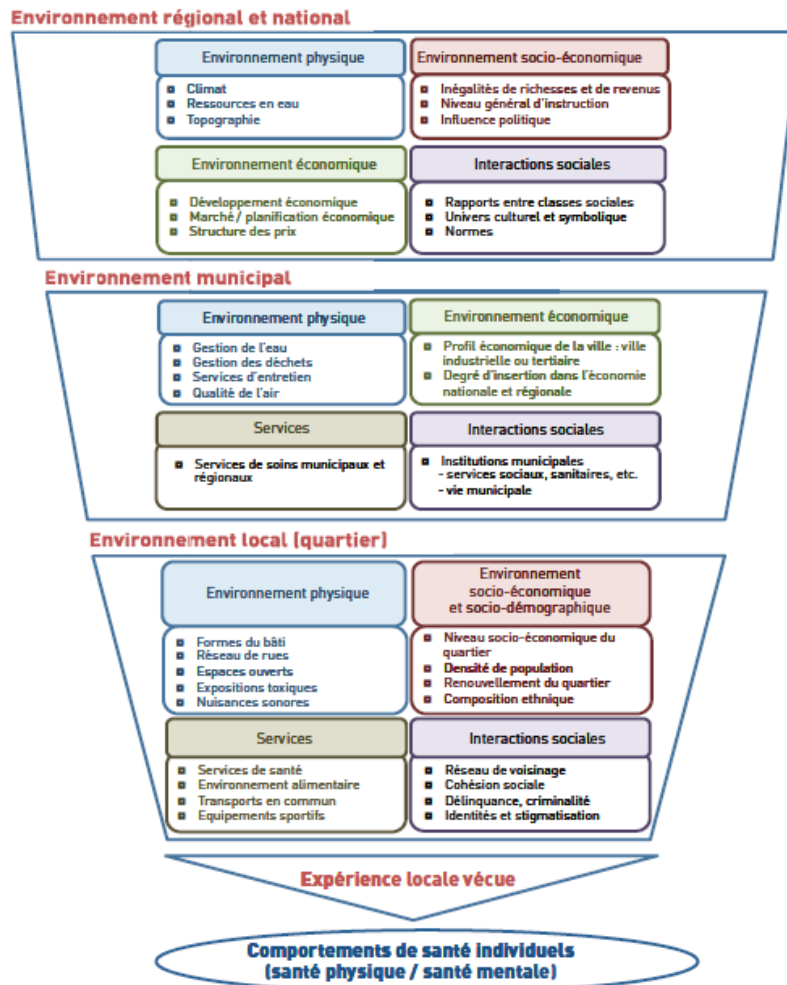 Environnement régional et national
Environnement physique
Climat
Ressources en eau
Topographie
Environnement socio-économique
Inégalités de richesses et de revenus
Niveau général d'instruction
Influence politique
Environnement économique
Développement économique
Marché / planification économique
Structure des prix
Interactions sociales
Rapports entre classes sociales
Univers culturel et symbolique
Normes
Environnement municipal
Environnement physique
Gestion de l'eau
Gestion des déchets
Services d'entretien
Qualité de l'air
Environnement économique
Profil économique de la ville : ville
industrielle ou tertiaire
Degré d'insertion dans l'économie
nationale et régionale
Services
Services de soins municipaux et
régionaux
Interactions sociales
Institutions municipales
- services sociaux, sanitaires, etc.
- vie municipale
Environnement local (quartier)
Environnement physique
Formes du bâti
Réseau de rues
Espaces ouverts
Expositions toxiques
Nuisances sonores
Environnement
socio-économique
et socio-démographique
Niveau socio-économique du
quartier
Densité de population
Renouvellement du quartier
Composition ethnique
Services
Services de santé
Environnement alimentaire
Transports en commun
Equipements sportifs
Interactions sociales
Réseau de voisinage
Cohésion sociale
Délinquance, criminalité
Identités et stigmatisation
Expérience locale vécue
Comportements de santé individuels
(santé physique / santé mentale)